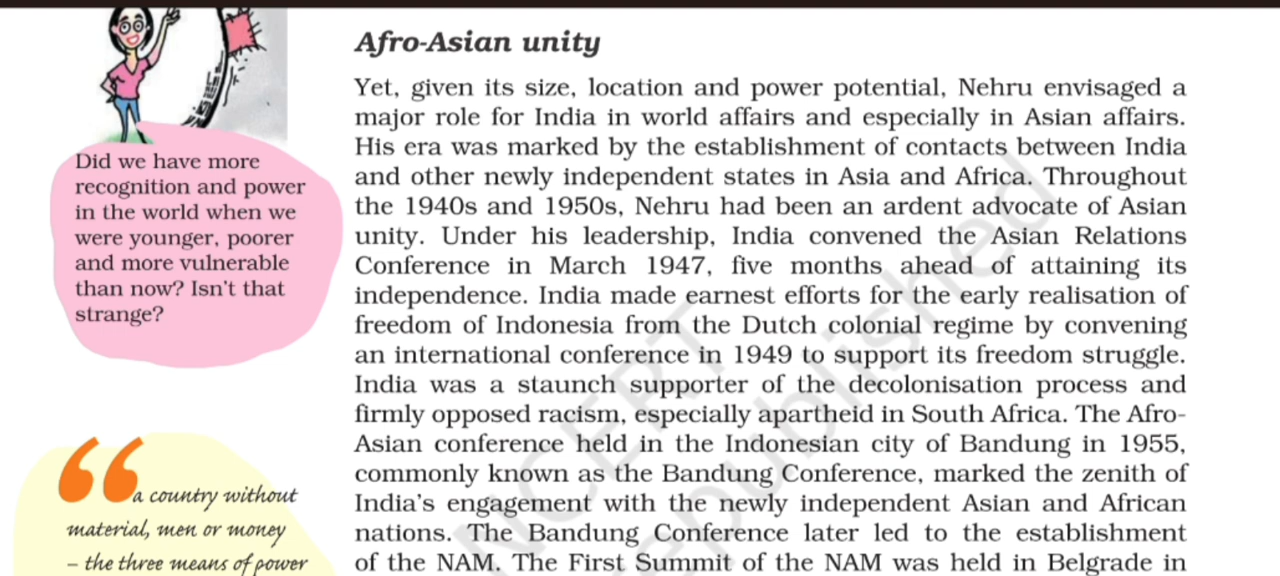 Afro-Asian unity
Yet, given its size, location and power potential, Nehru envisaged a
major role for India in world affairs and especially in Asian affairs.
His era was marked by the establishment of contacts between India
and other newly independent states in Asia and Africa. Throughout
the 1940s and 1950s, Nehru had been an ardent advocate of Asian
unity. Under his leadership, India convened the Asian Relations
Conference in March 1947, five months ahead of attaining its
independence. India made earnest efforts for the early realisation of
freedom of Indonesia from the Dutch colonial regime by convening
an international conference in 1949 to support its freedom struggle.
India was a staunch supporter of the decolonisation process and
firmly opposed racism, especially apartheid in South Africa. The Afro-
Asian conference held in the Indonesian city of Bandung in 1955,
commonly known as the Bandung Conference, marked the zenith of
India's engagement with the newly independent Asian and African
nations. The Bandung Conference later led to the establishment
of the NAM. The First Summit of the NAM was held in Belgrade in
Did we have more
recognition and power
in the world when we
were younger, poorer
and more vulnerable
than now? Isn't that
strange?
“a country without
material, men or money
– the three means of power
NCERT
republished